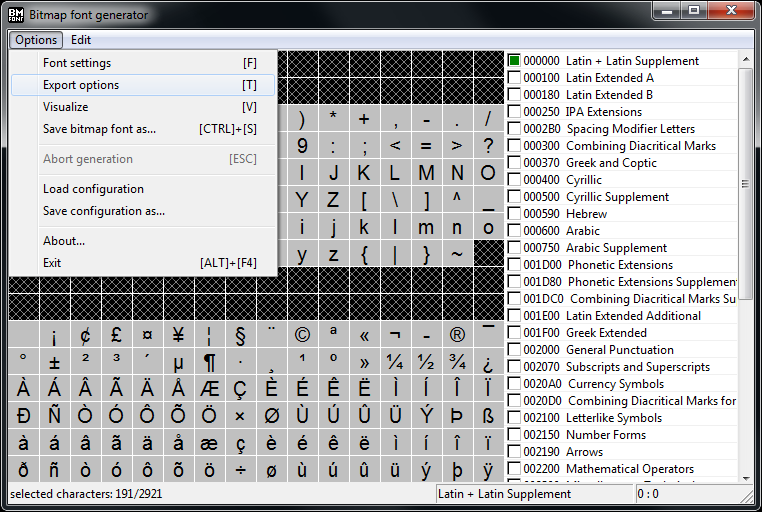 BM FONT Bitmap font generator
Options Edit
Font settings [F]
Export options [T]
Visualize [V]
Save bitmap font as... [CTRL]+[S]
Abort generation [ESC]
Load configuration
Save configuration as...
About...
Exit [ALT]+[F4]
) * + , - . /
9 : ; < = > ?
I J K L M N O
Y Z [ \ ] ^ _
i j k l m n o
y z { | } ~
¡ ¢ £ ¤ ¥ ¦ § ¨ © ª « ¬ - ® ¯
° ± ² ³ ´ µ ¶ · ¸ ¹ º » ¼ ½ ¾ ¿
À Á Â Ã Ä Å Æ Ç È É Ê Ë Ì Í Î Ï
Ð Ñ Ò Ó Ô Õ Ö × Ø Ù Ú Û Ü Ý Þ ß
à á â ã ä å æ ç è é ê ë ì í î ï
ð ñ ò ó ô õ ö ÷ ø ù ú û ü ý þ ÿ
000000 Latin + Latin Supplement
000100 Latin Extended A
000180 Latin Extended B
000250 IPA Extensions
0002B0 Spacing Modifier Letters
000300 Combining Diacritical Marks
000370 Greek and Coptic
000400 Cyrillic
000500 Cyrillic Supplement
000590 Hebrew
000600 Arabic
000750 Arabic Supplement
001D00 Phonetic Extensions
001D80 Phonetic Extensions Supplemen
001DC0 Combining Diacritical Marks Su
001E00 Latin Extended Additional
001F00 Greek Extended
002000 General Punctuation
002070 Subscripts and Superscripts
0020A0 Currency Symbols
0020D0 Combining Diacritical Marks for
002100 Letterlike Symbols
002150 Number Forms
002190 Arrows
002200 Mathematical Operators
selected characters: 191/2921
Latin + Latin Supplement
0 : 0